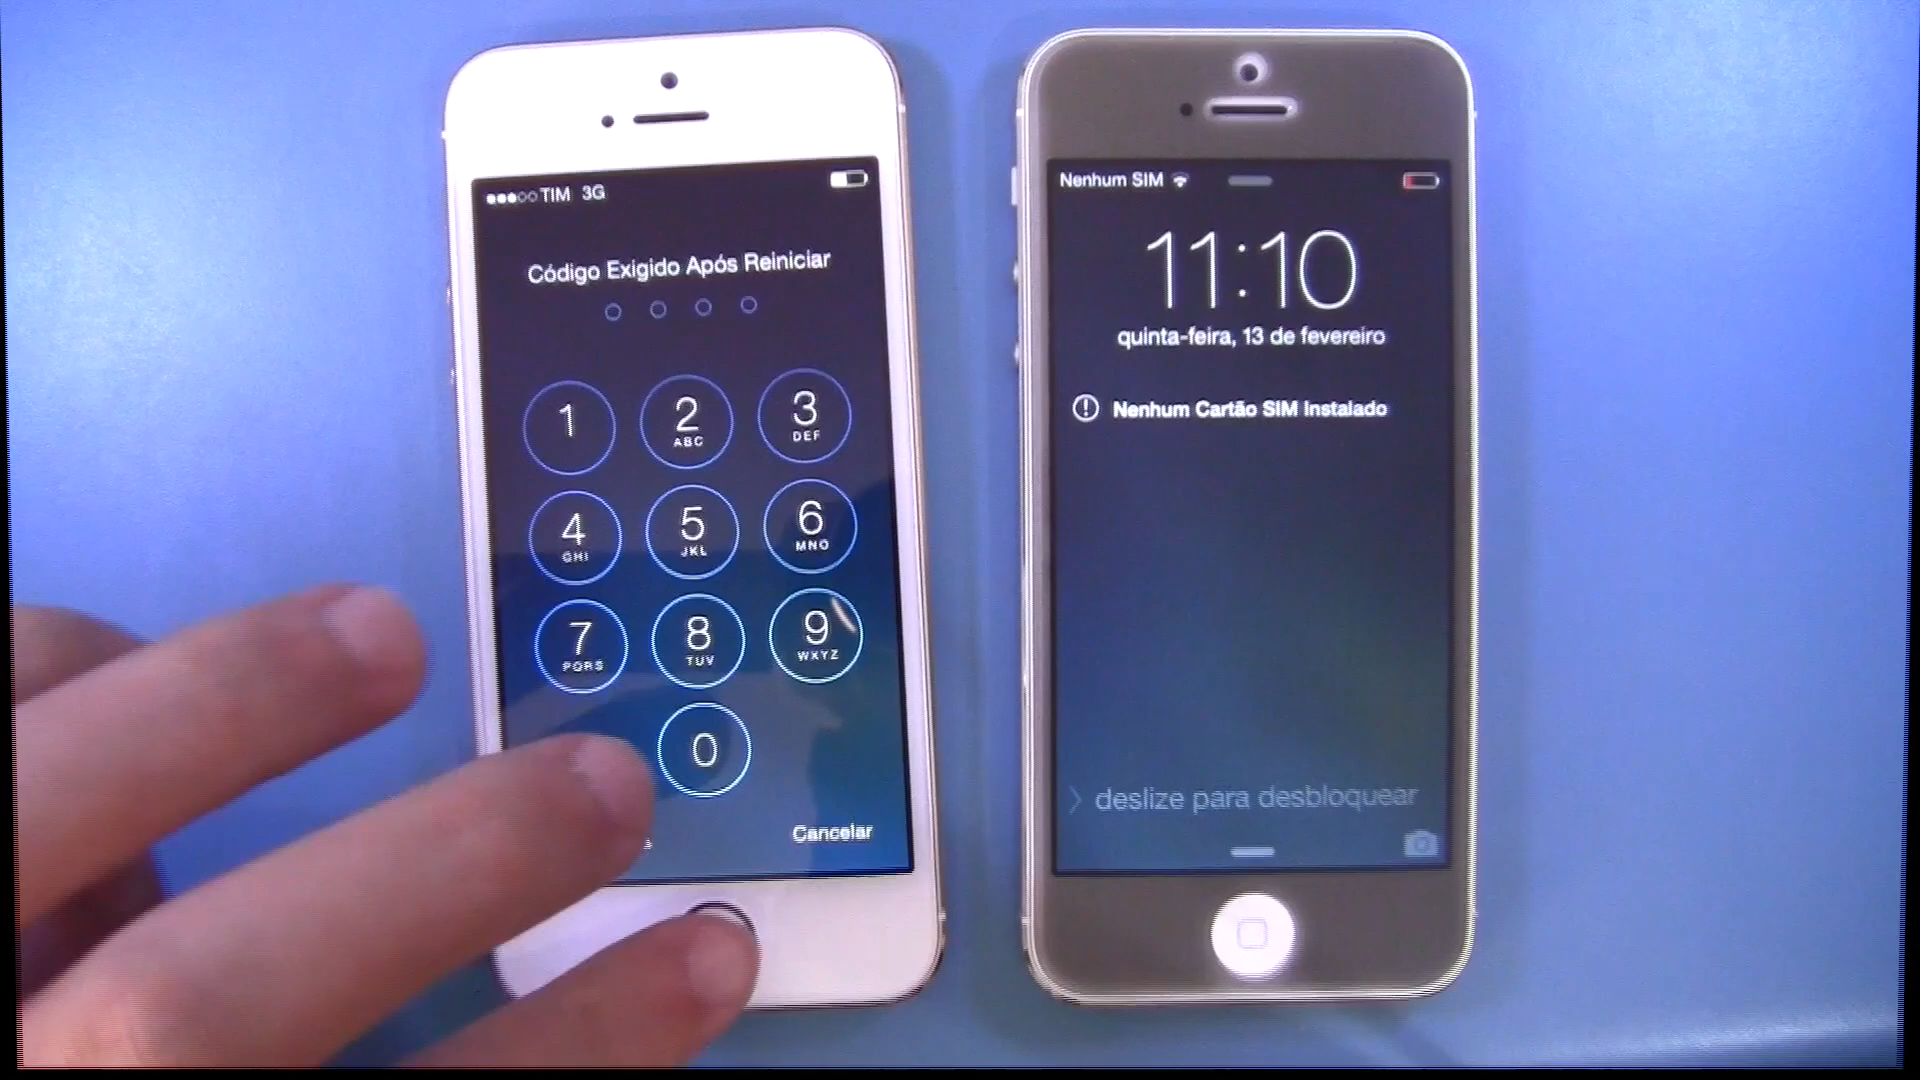 TIM 3G
Código Exigido Após Reiniciar
1
2
ABC
3
DEF
4
GHI
5
JKL
6
MNO
7
PQRS
8
TUV
9
WXYZ
0
Cancelar
Nenhum SIM
11:10
quinta-feira, 13 de fevereiro
Nenhum Cartão SIM Instalado
deslize para desbloquear